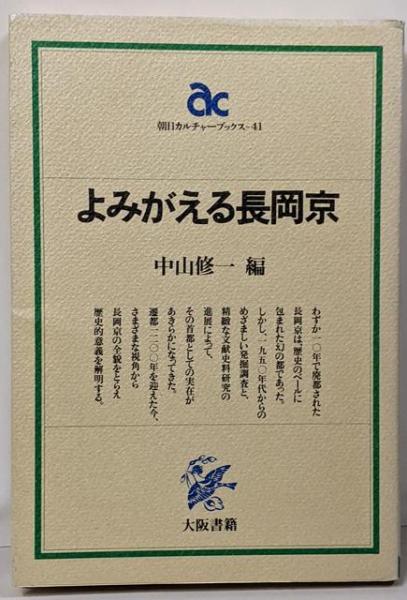 ac
朝日カルチャーブックス-41
よみがえる長岡京
中山修一 編
わずか一〇年で廃都された
長岡京は、歴史のベールに
包まれた幻の都であった。
しかし、一九五〇年代からの
めざましい発掘調査と、
精緻な文献史料研究の
進展によって、
その首都としての実在が
あきらかになってきた。
遷都一二〇〇年を迎えた今、
さまざまな視角から
長岡京の全貌をとらえ
歴史的意義を解明する。
大阪書籍